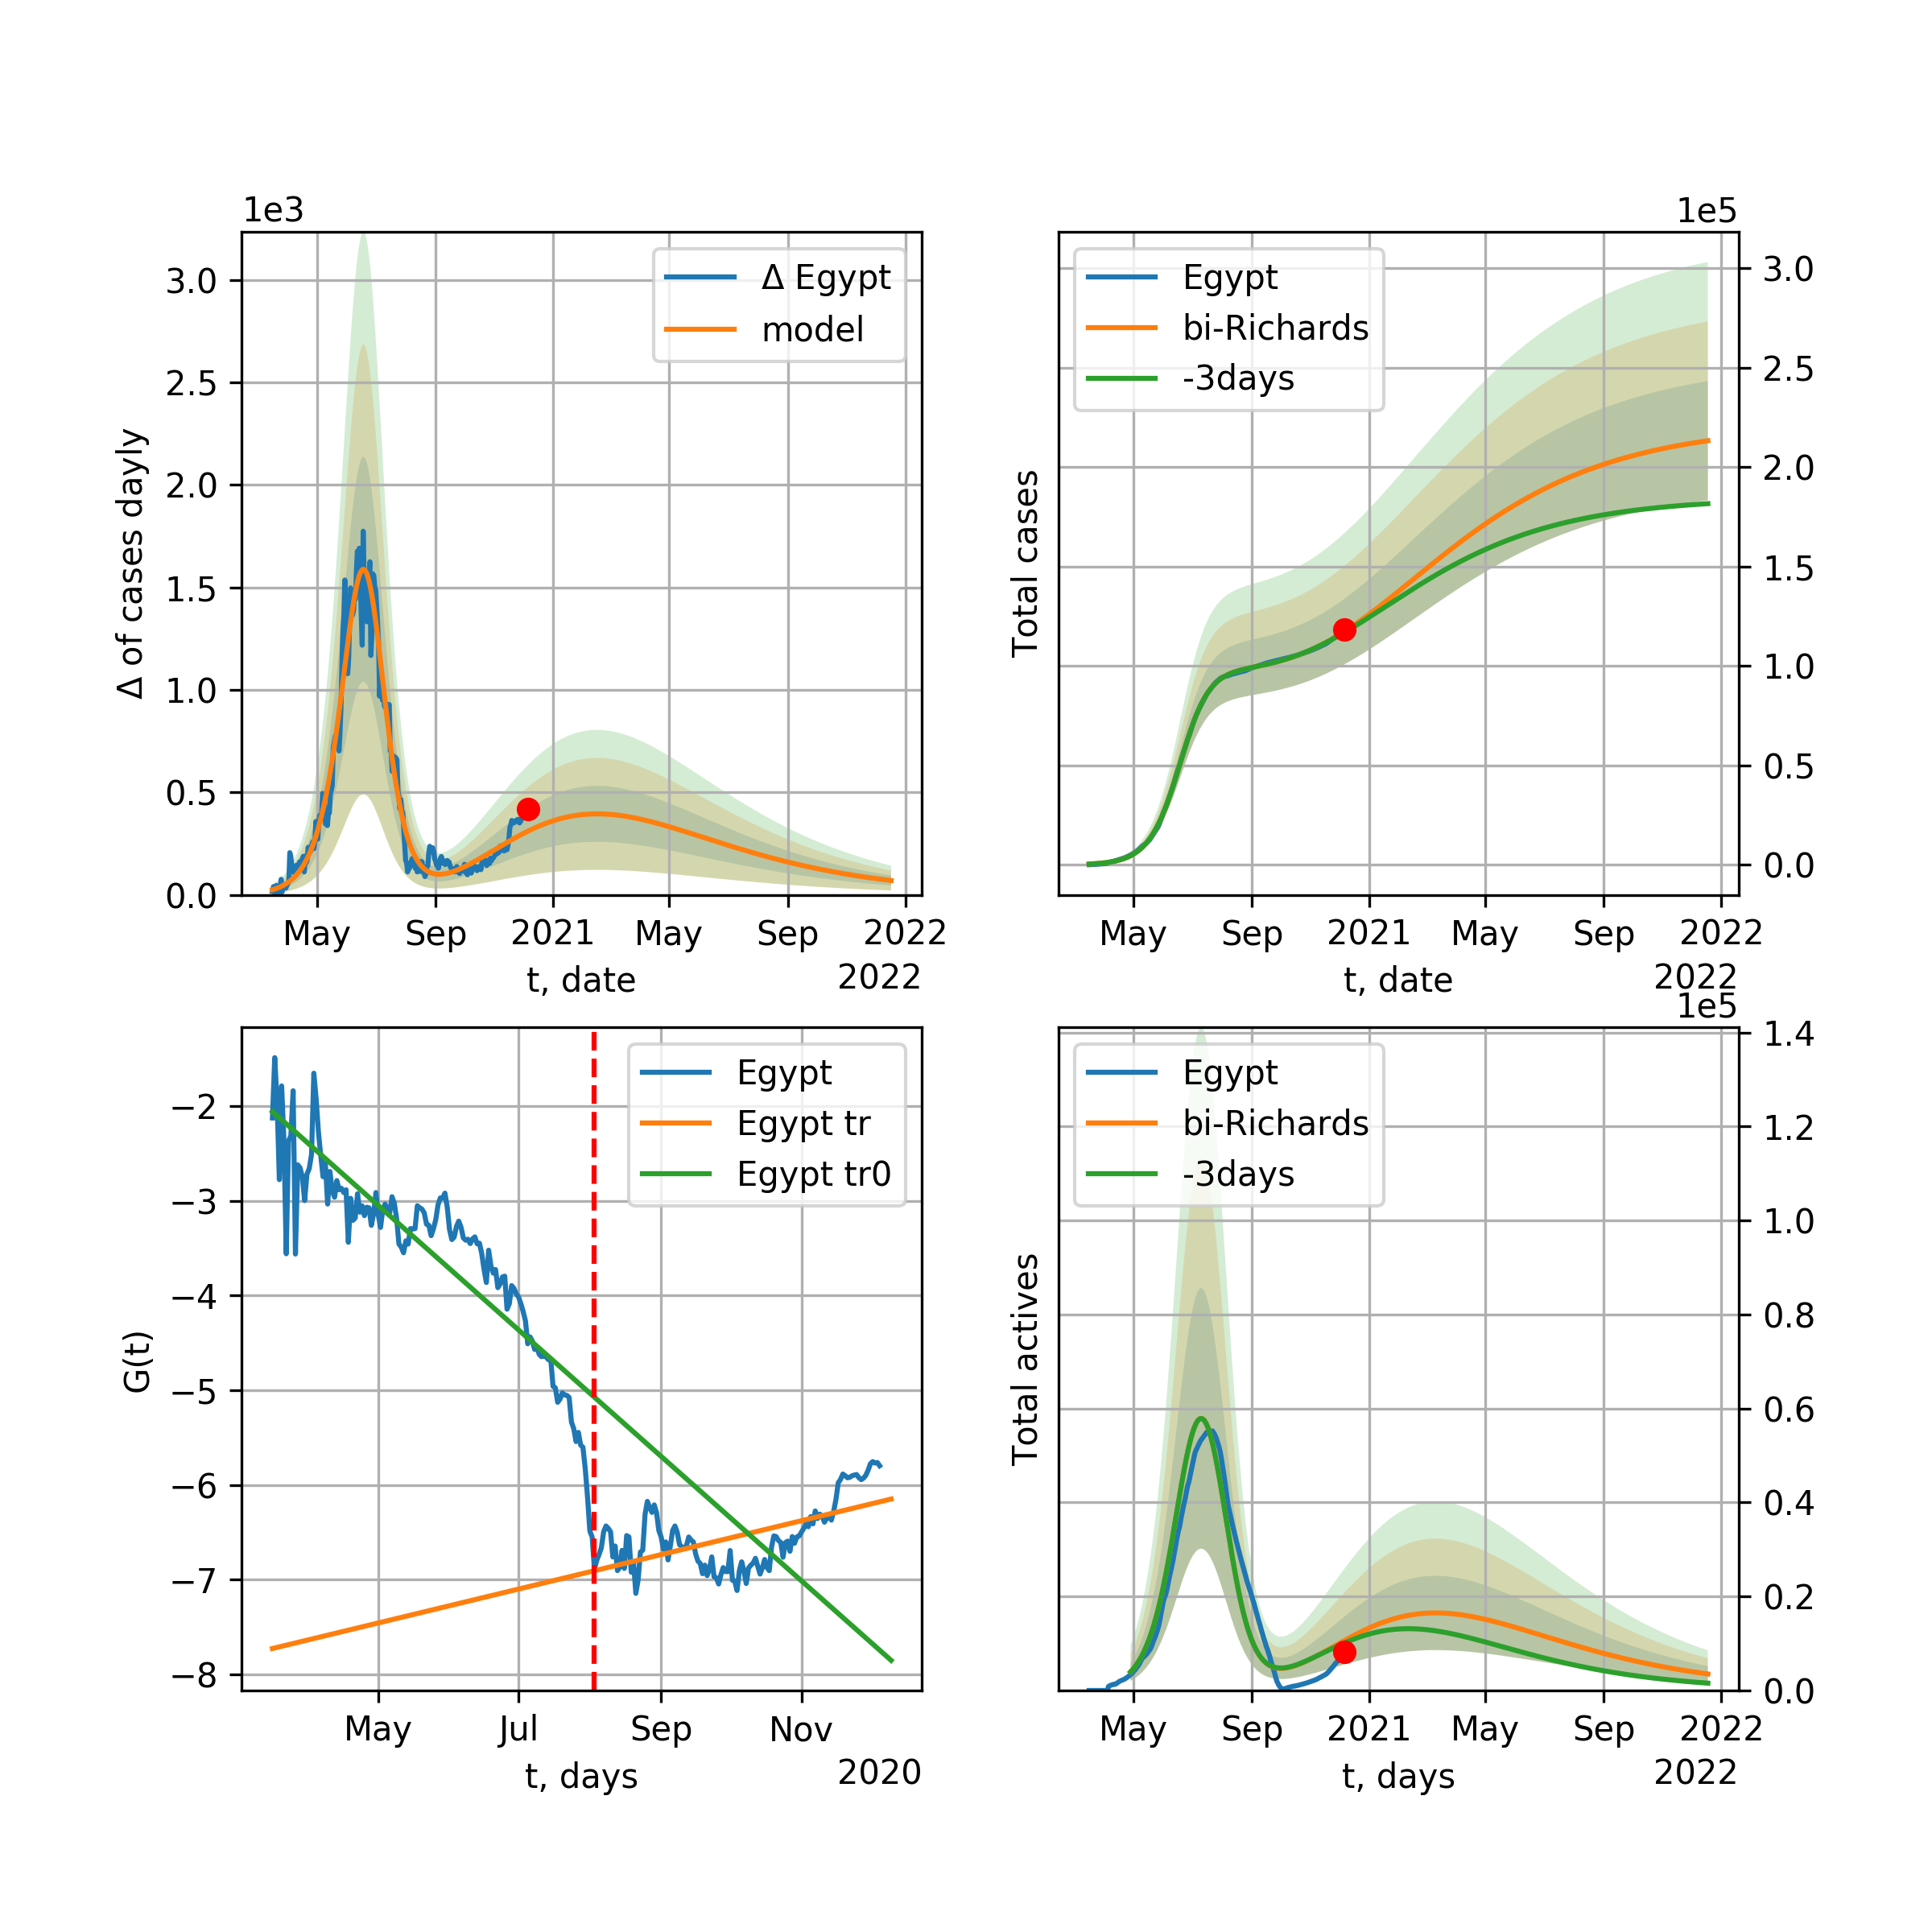 1e3
3.0
2.5
2.0
1.5
1.0
0.5
0.0
Δ of cases dayly
Δ Egypt
model
May Sep 2021 May Sep 2022
t, date 2022
1e5
3.0
2.5
2.0
1.5
1.0
0.5
0.0
Total cases
Egypt
bi-Richards
-3days
May Sep 2021 May Sep 2022
t, date 2022
−2
−3
−4
−5
−6
−7
−8
G(t)
Egypt
Egypt tr
Egypt tr0
May Jul Sep Nov
t, days 2020
1e5
1.4
1.2
1.0
0.8
0.6
0.4
0.2
0.0
Total actives
Egypt
bi-Richards
-3days
May Sep 2021 May Sep 2022
t, days 2022